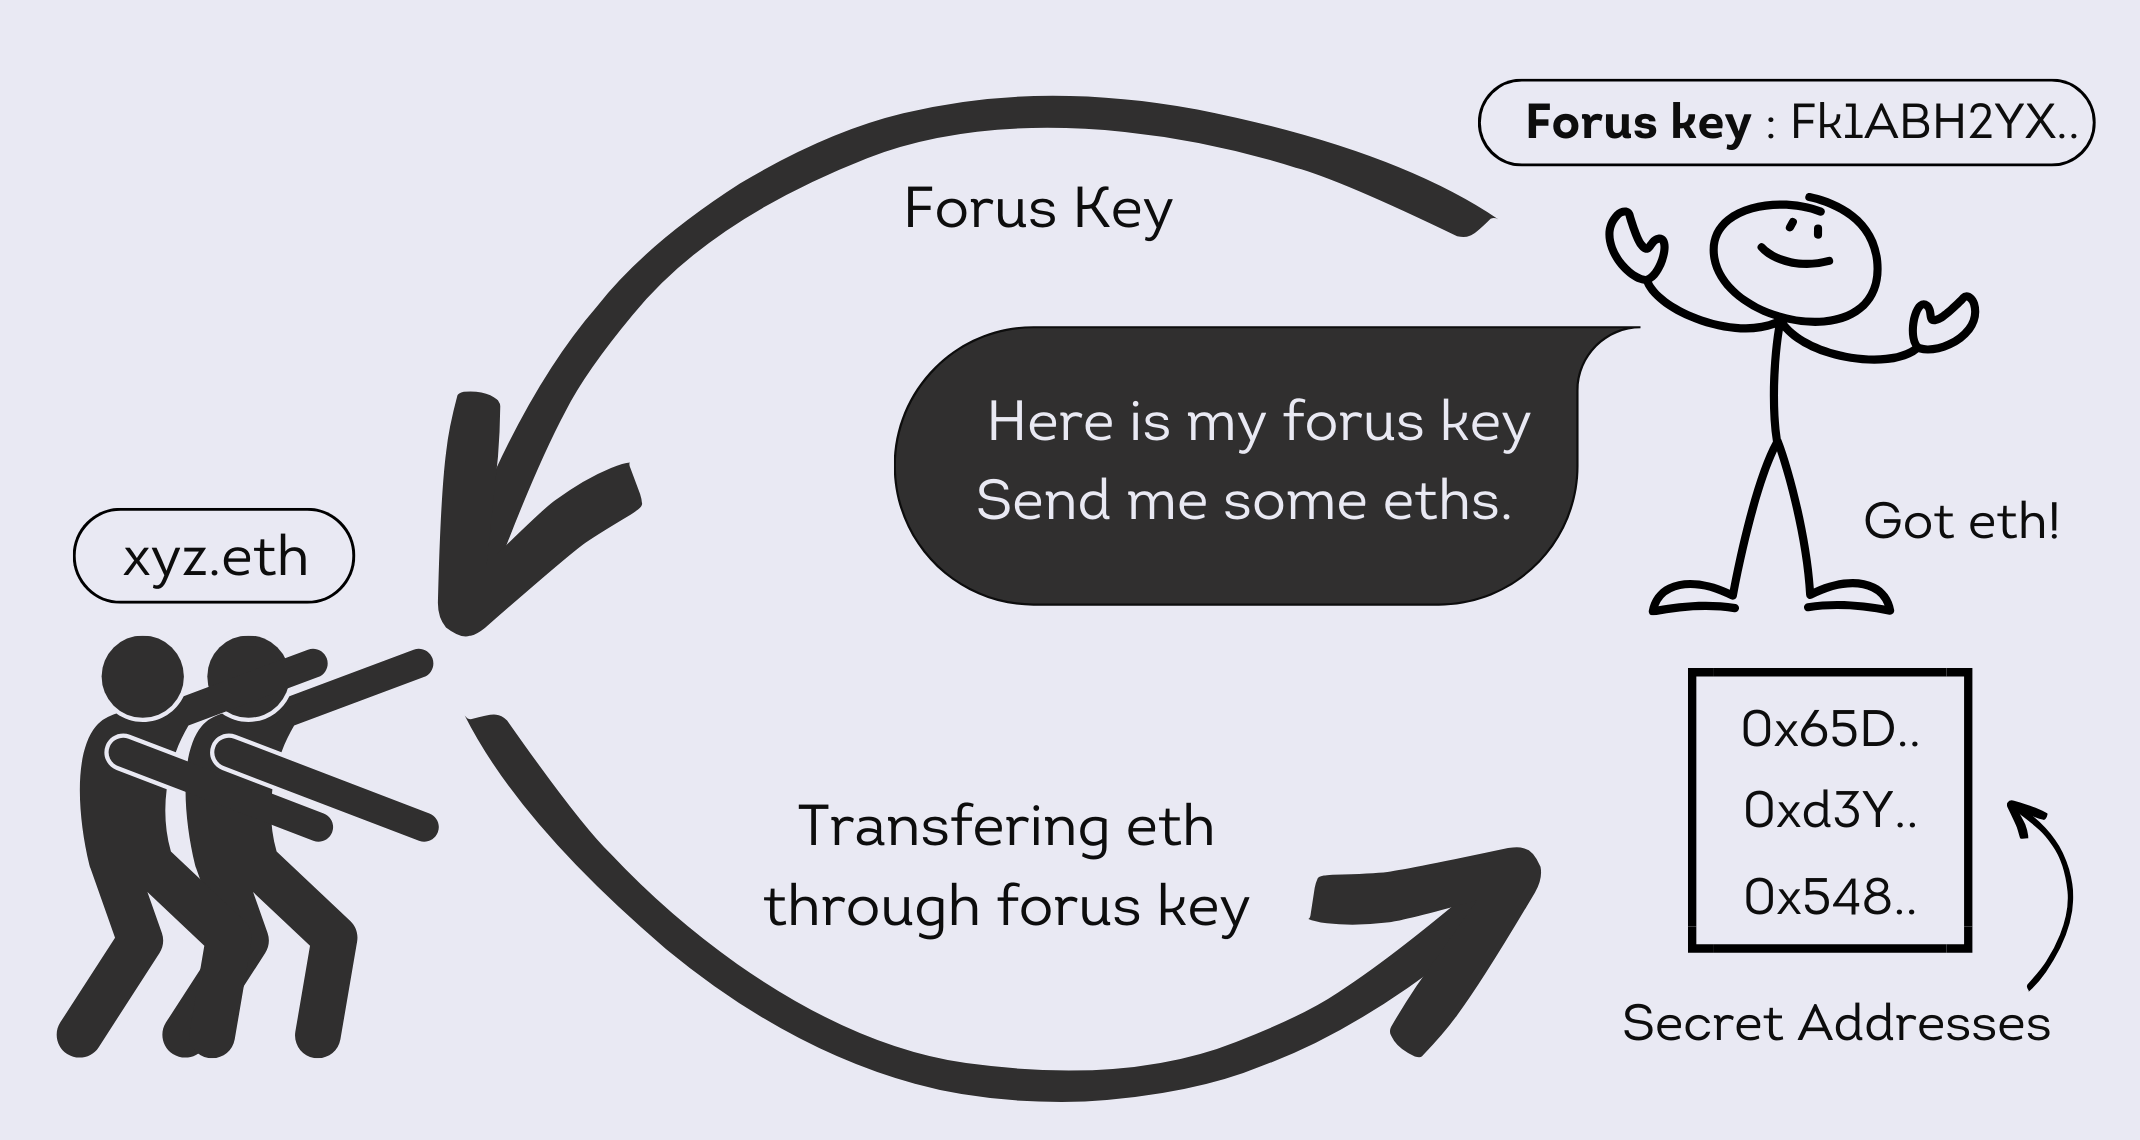 Forus key : Fk1ABH2YX..
Forus Key
Here is my forus key
Send me some eths.
Got eth!
xyz.eth
Transfering eth
through forus key
0x65D..
0xd3Y..
0x548..
Secret Addresses